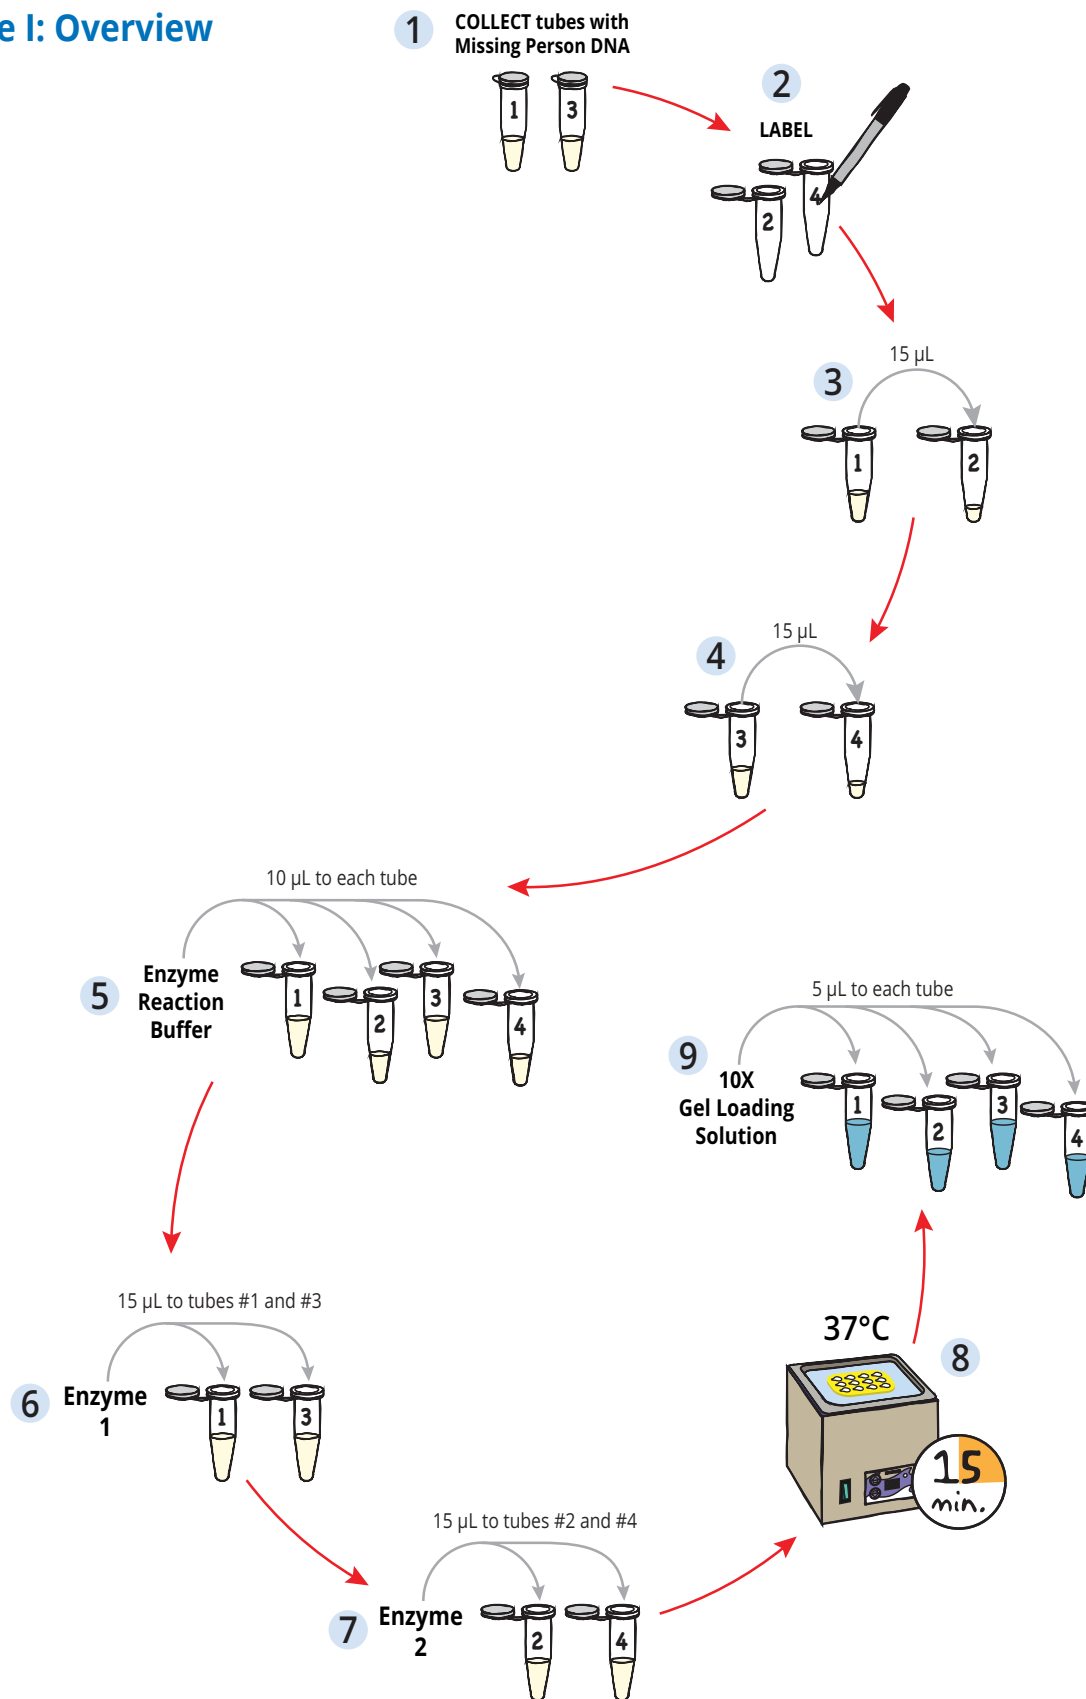 e I: Overview
1
COLLECT tubes with
Missing Person DNA
1
3
2
LABEL
4
2
15 µL
3
1
2
15 µL
4
3
4
10 µL to each tube
5
Enzyme
Reaction
Buffer
1
2
3
4
5 µL to each tube
9
10X
Gel Loading
Solution
1
2
3
4
15 µL to tubes #1 and #3
6
Enzyme
1
1
3
37°C
8
15
min.
15 µL to tubes #2 and #4
7
Enzyme
2
2
4